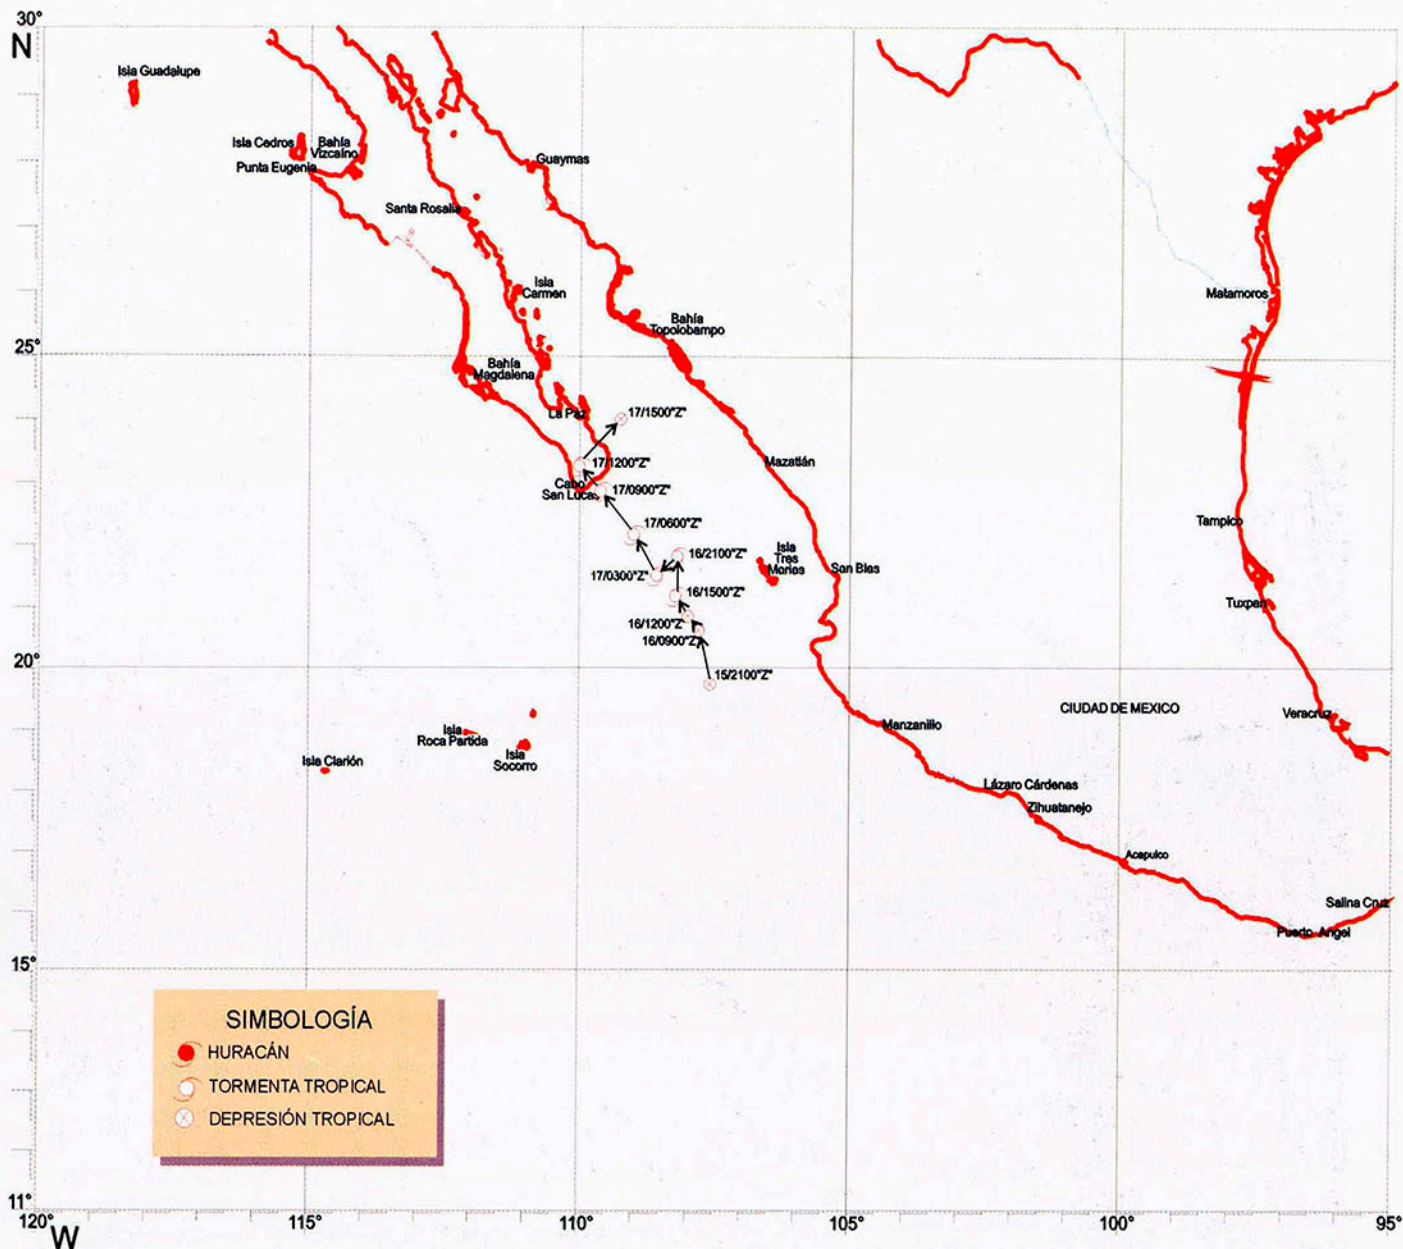 30°
N
Isla Guadalupe
Isla Cedros
Bahía
Vizcaíno
Punta Eugenia
Guaymas
Santa Rosalía
Isla
Carmen
Matamoros
Bahía
Topolobampo
25°
Bahía
Magdalena
La Paz
17/1500"Z"
17/1200"Z"
Mazatlán
Cabo
San Lucas
17/0900"Z"
17/0600"Z"
Tampico
16/2100"Z"
Isla
Tres
Marías
San Blas
17/0300"Z"
16/1500"Z"
Tuxpan
16/1200"Z"
16/0900"Z"
20°
15/2100"Z"
CIUDAD DE MEXICO
Veracruz
Manzanillo
Isla
Roca Partida
Isla
Socorro
Isla Clarión
Lázaro Cárdenas
Zihuatanejo
Acapulco
Salina Cruz
Puerto Angel
15°
SIMBOLOGÍA
HURACÁN
TORMENTA TROPICAL
DEPRESIÓN TROPICAL
11°
120°
115°
110°
105°
100°
95°
W